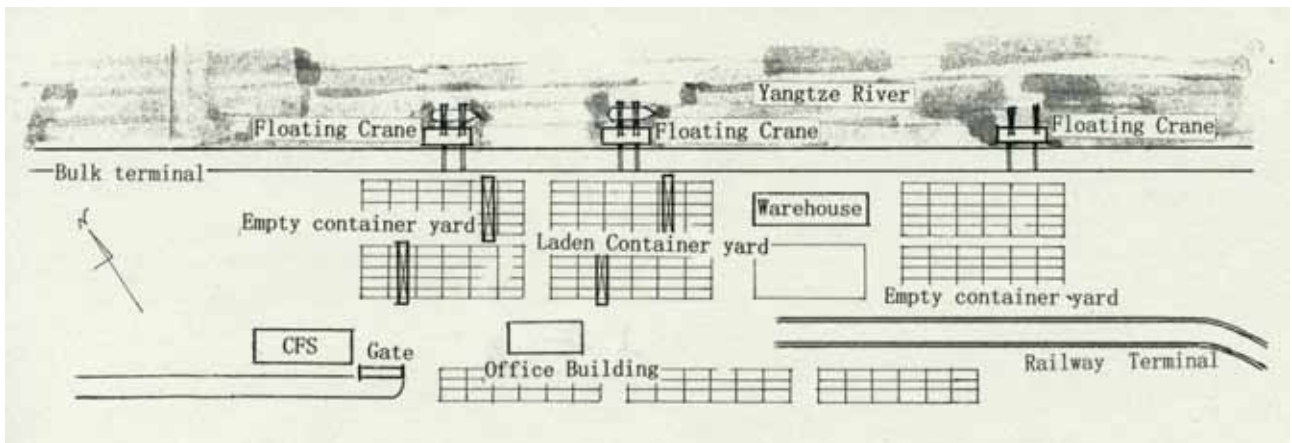 Yangtze River
Floating Crane
Floating Crane
Floating Crane
Bulk terminal
Warehouse
Empty container yard
Laden Container yard
Empty container yard
CFS
Gate
Office Building
Railway Terminal